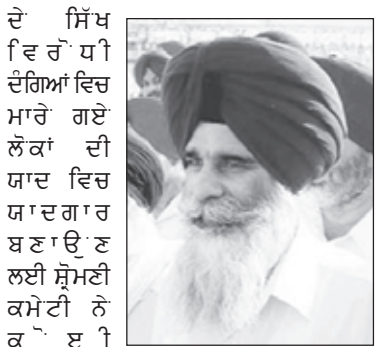 ਦੇ ਸਿੱਖ
ਵਿਰੋਧੀ
ਦੰਗਿਆਂ ਵਿਚ
ਮਾਰੇ ਗਏ
ਲੋਕਾਂ ਦੀ
ਯਾਦ ਵਿਚ
ਯਾਦਗਾਰ
ਬਣਾਉਣ
ਲਈ ਸ਼੍ਰੋਮਣੀ
ਕਮੇਟੀ ਨੇ
ਕੋਈ